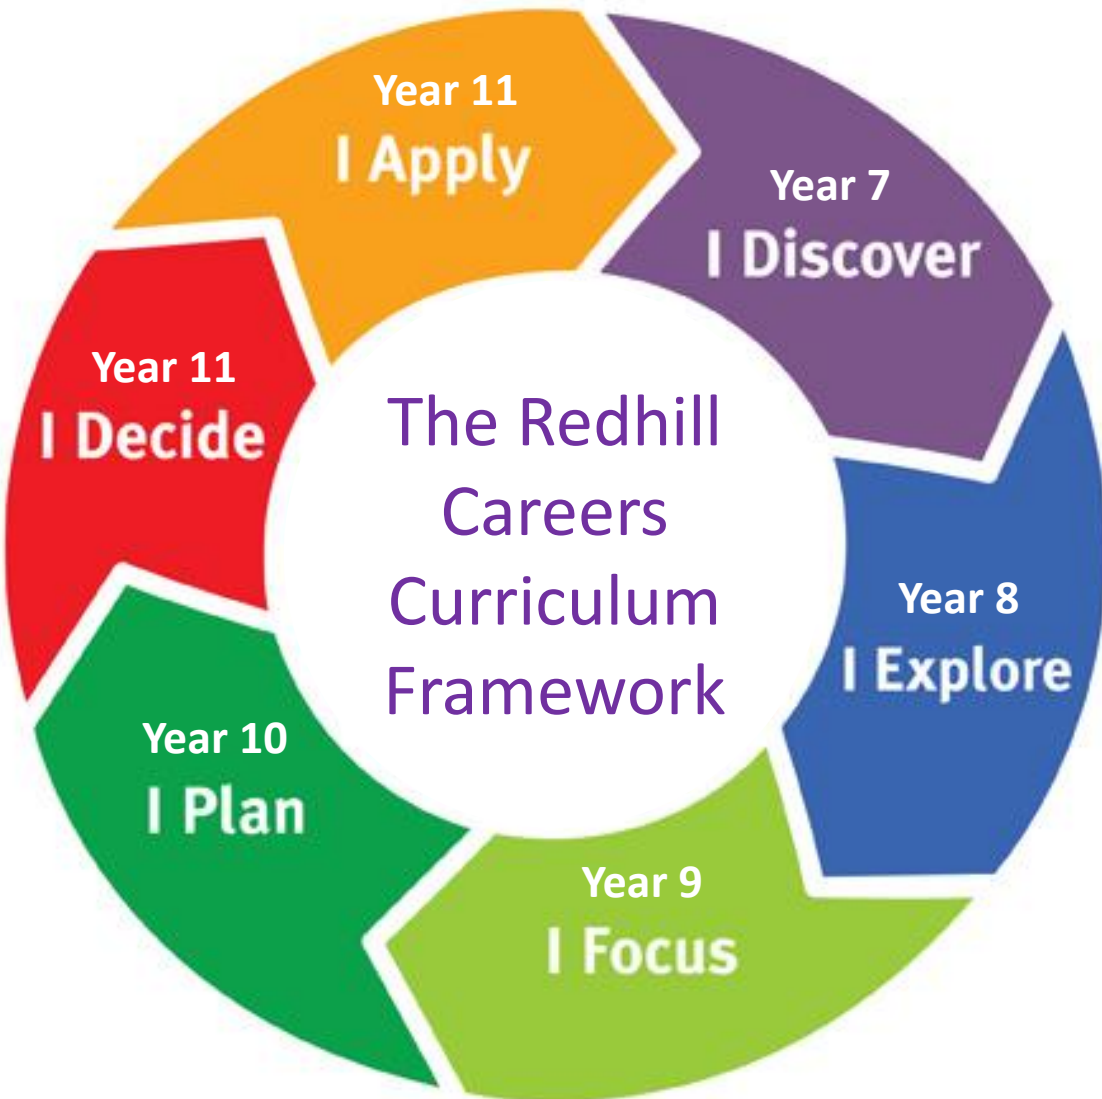 The Redhill
Careers
Curriculum
Framework
Year 7
I Discover
Year 8
I Explore
Year 9
I Focus
Year 10
I Plan
Year 11
I Decide
Year 11
I Apply